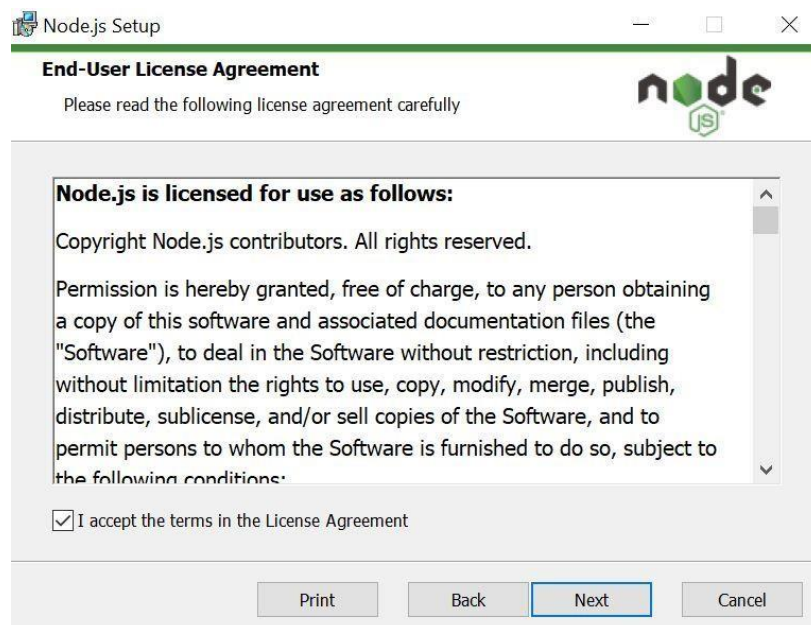 Node.js Setup
End-User License Agreement
Please read the following license agreement carefully
node
JS
Node.js is licensed for use as follows:
Copyright Node.js contributors. All rights reserved.
Permission is hereby granted, free of charge, to any person obtaining
a copy of this software and associated documentation files (the
"Software"), to deal in the Software without restriction, including
without limitation the rights to use, copy, modify, merge, publish,
distribute, sublicense, and/or sell copies of the Software, and to
permit persons to whom the Software is furnished to do so, subject to
the following conditions:
I accept the terms in the License Agreement
Print Back Next Cancel